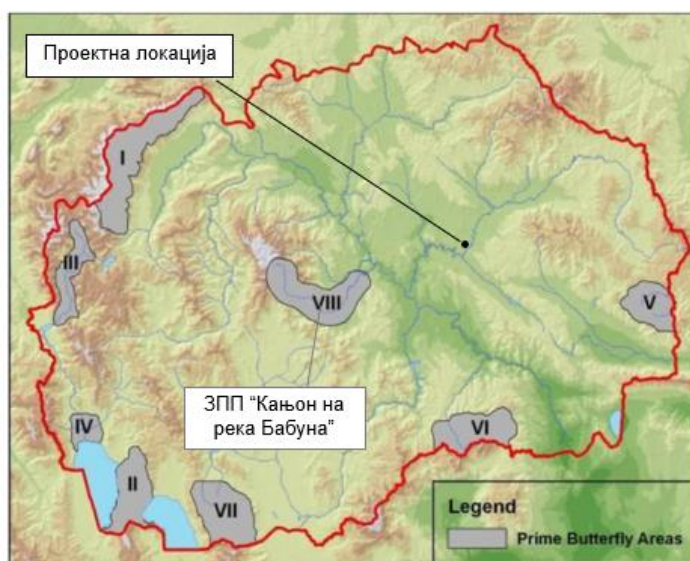 Проектна локација
I
III
VIII
V
ЗПП “Кањон на
река Бабуна”
IV
VI
II
VII
Legend
Prime Butterfly Areas